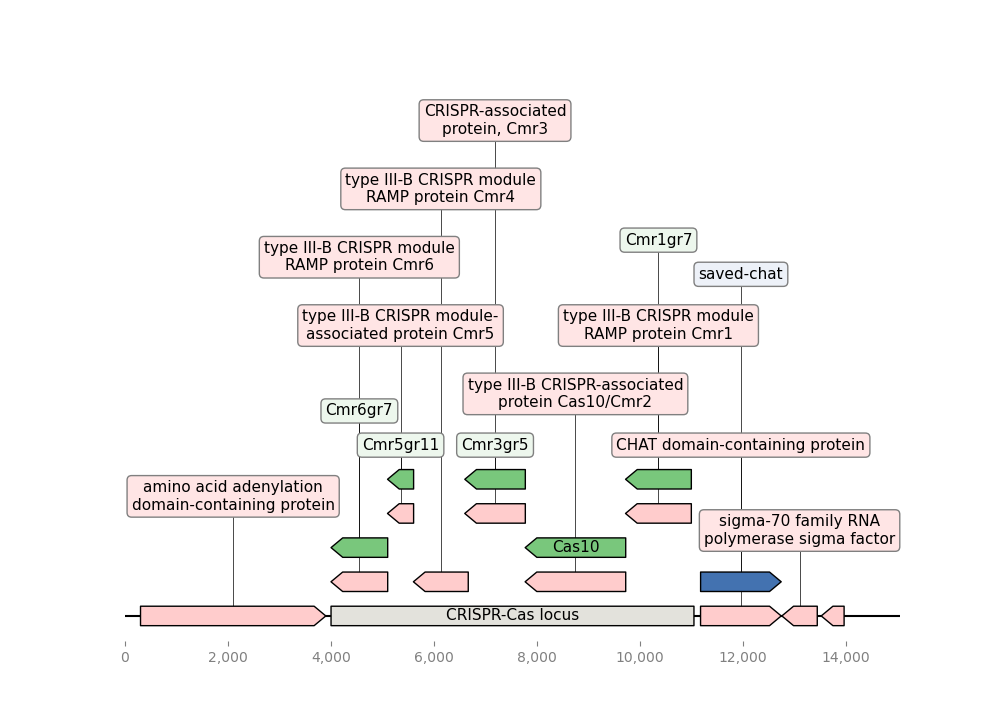 CRISPR-associated
protein, Cmr3
type III-B CRISPR module
RAMP protein Cmr4
Cmr1gr7
type III-B CRISPR module
RAMP protein Cmr6
saved-chat
type III-B CRISPR module-
associated protein Cmr5
type III-B CRISPR module
RAMP protein Cmr1
type III-B CRISPR-associated
protein Cas10/Cmr2
Cmr6gr7
Cmr5gr11
Cmr3gr5
CHAT domain-containing protein
amino acid adenylation
domain-containing protein
sigma-70 family RNA
polymerase sigma factor
Cas10
CRISPR-Cas locus
0
2,000
4,000
6,000
8,000
10,000
12,000
14,000